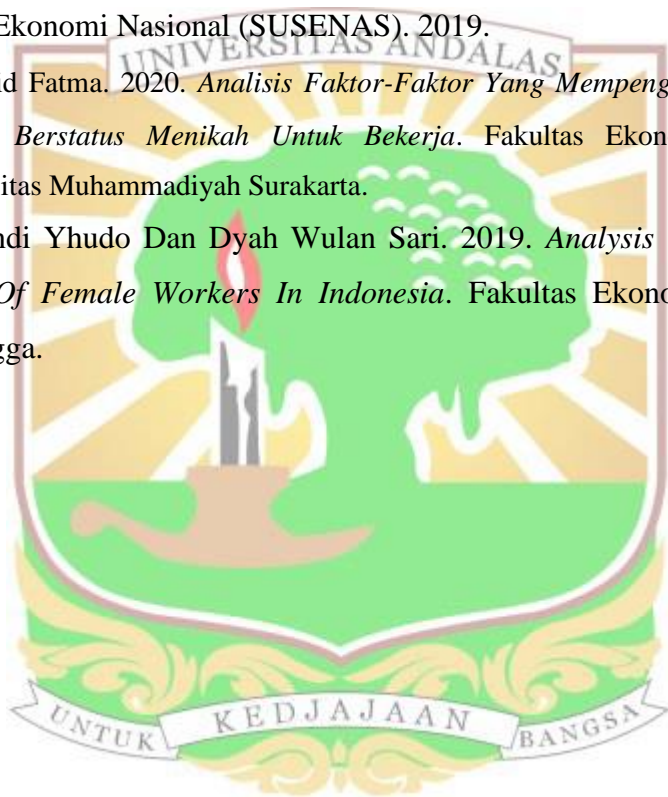 Ekonomi Nasional (SUSENAS). 2019.
UNIVERSITAS ANDALAS
id Fatma. 2020. Analisis Faktor-Faktor Yang Mempeng
Berstatus Menikah Untuk Bekerja. Fakultas Ekon
itas Muhammadiyah Surakarta.
ndi Yhudo Dan Dyah Wulan Sari. 2019. Analysis
Of Female Workers In Indonesia. Fakultas Ekono
gga.
UNTUK KEDJAJAAN BANGSA